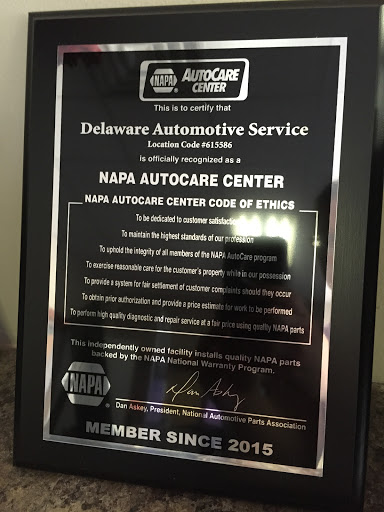 NAPA AUTOCARE
CENTER
This is to certify that
Delaware Automotive Service
Location Code #615586
is officially recognized as a
NAPA AUTOCARE CENTER
NAPA AUTOCARE CENTER CODE OF ETHICS
To be dedicated to customer satisfaction
To maintain the highest standards of our profession
To uphold the integrity of all members of the NAPA AutoCare program
To exercise reasonable care for the customer's property while in our possession
To provide a system for fair settlement of customer complaints should they occur
To obtain prior authorization and provide a price estimate for work to be performed
To perform high quality diagnostic and repair service at a fair price using quality NAPA parts
This independently owned facility installs quality NAPA parts
backed by the NAPA National Warranty Program.
NAPA
Dan Askey
Dan Askey, President, National Automotive Parts Association
MEMBER SINCE 2015